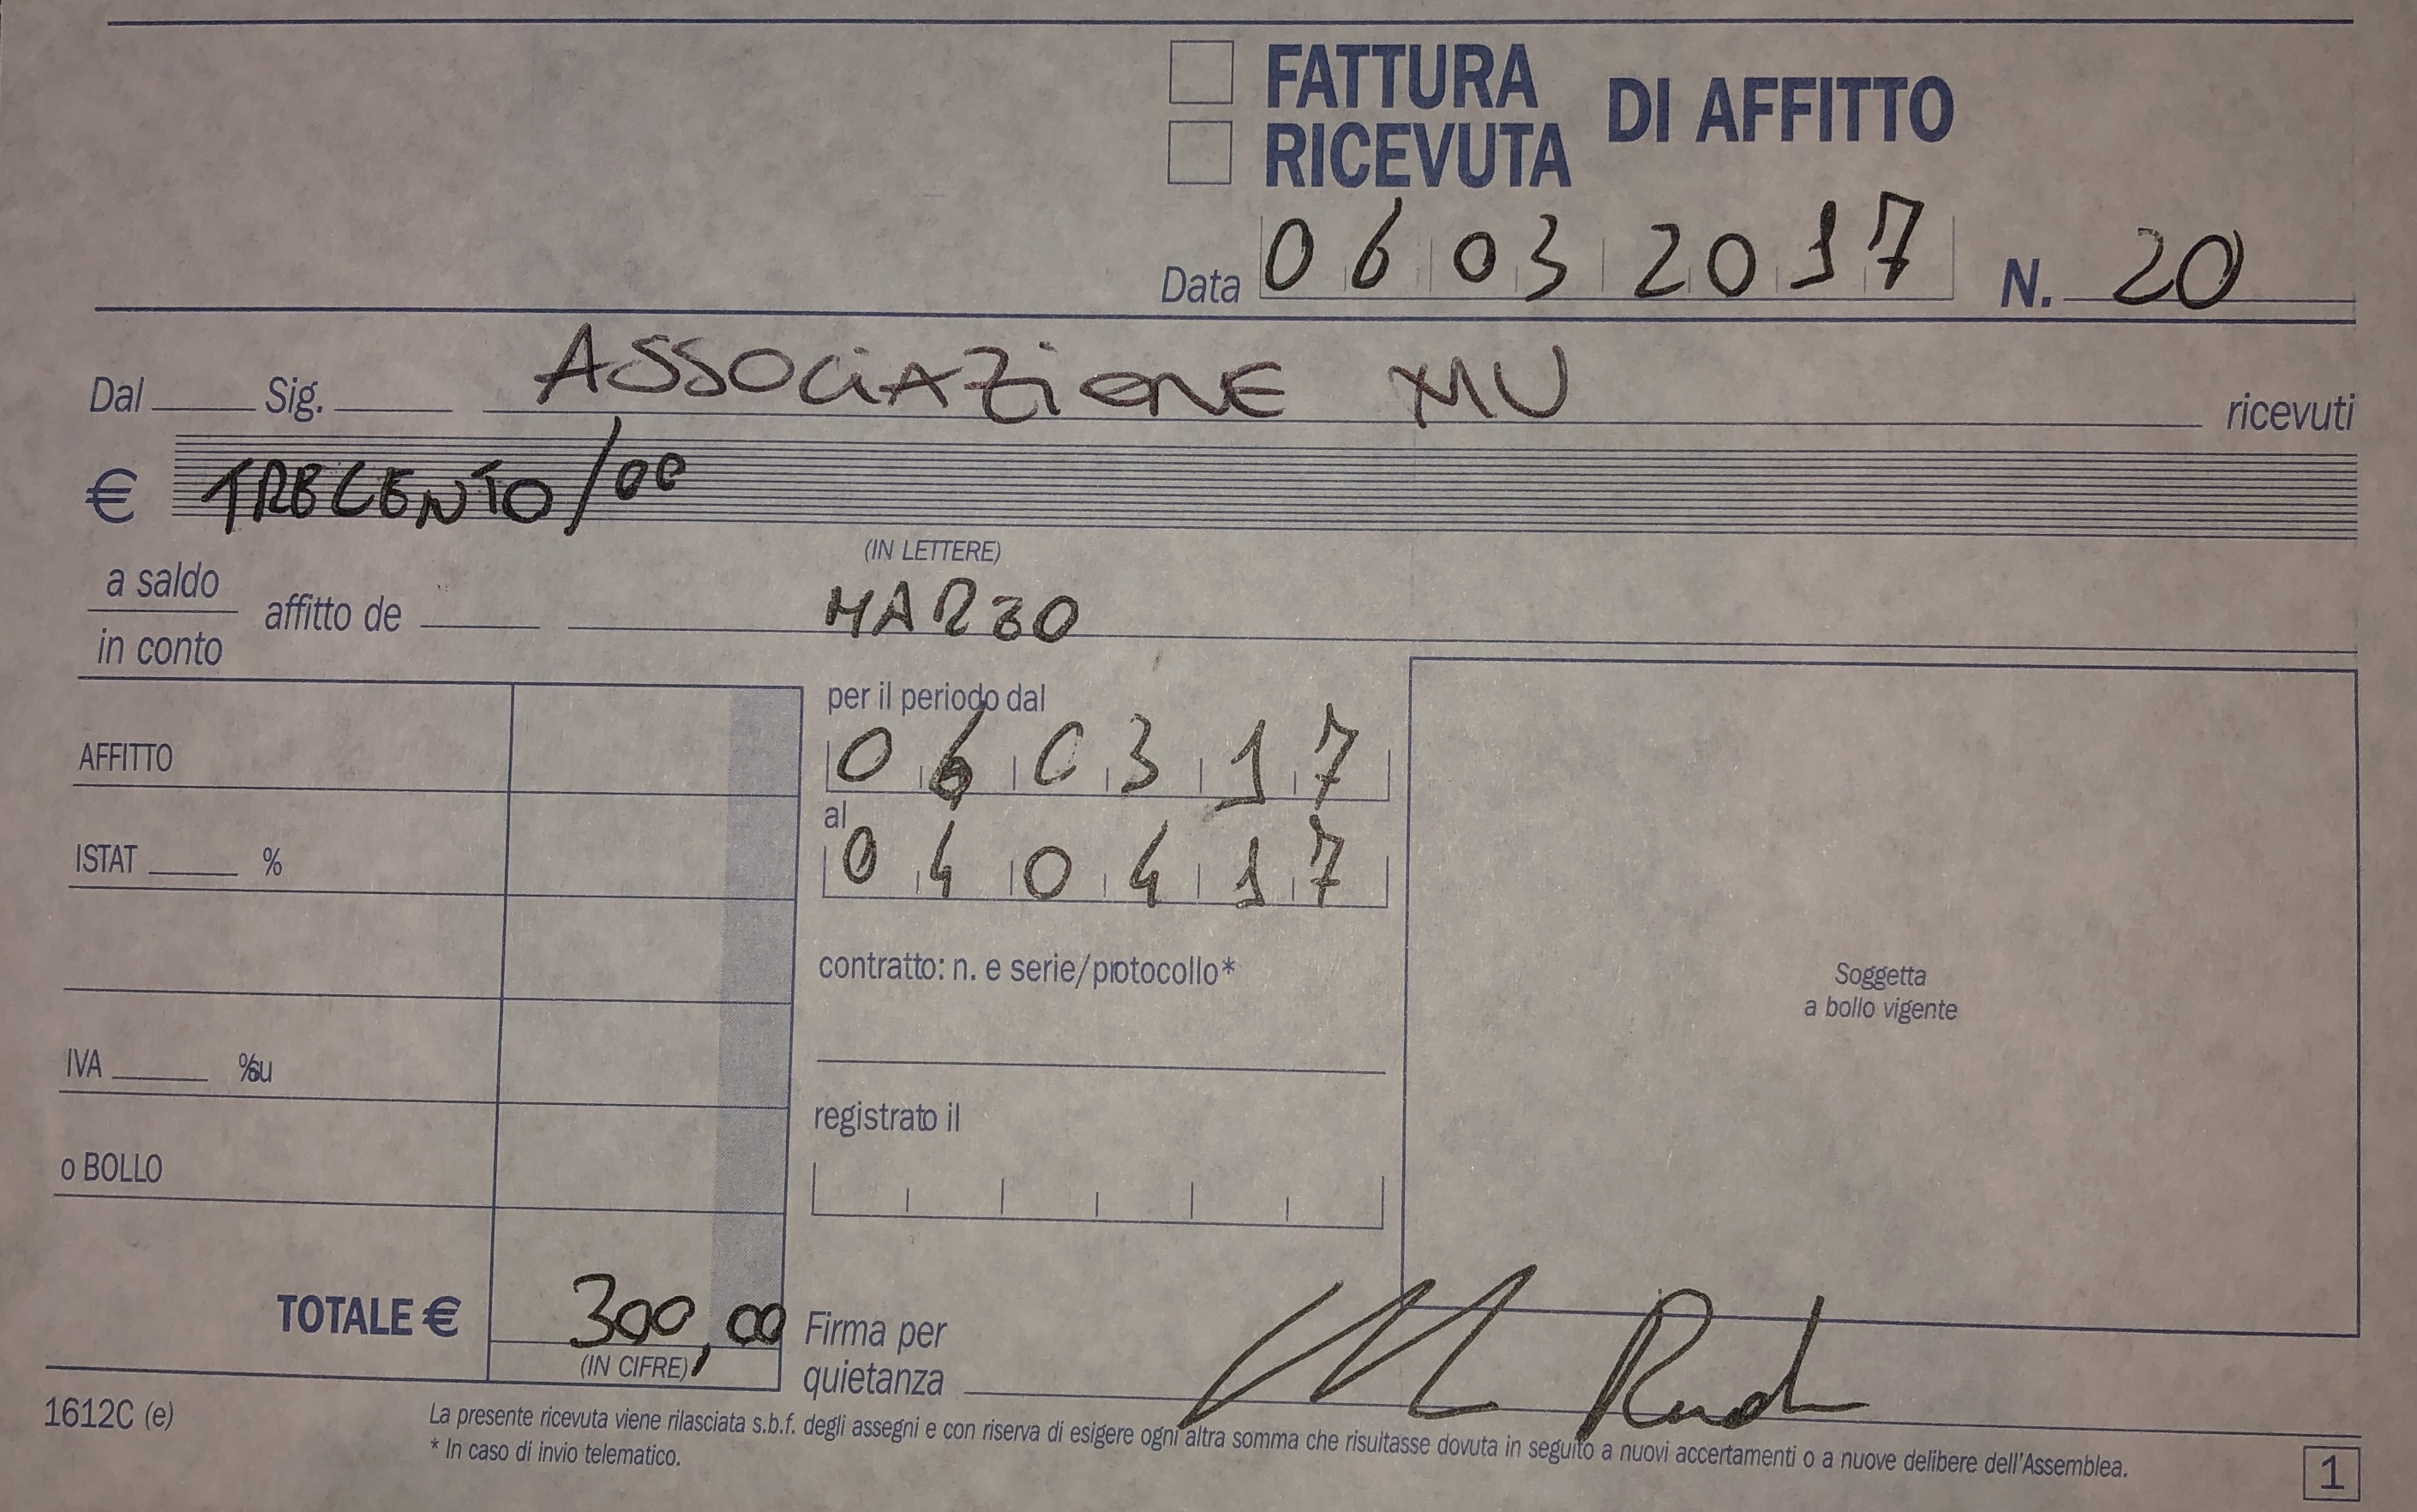 FATTURA
RICEVUTA
DI AFFITTO
Data 06 03 2017 N. 20
Dal Sig. ASSOCIAZIONE MU ricevuti
€ TRECENTO/00
(IN LETTERE)
a saldo
in conto
affitto de MARZO
per il periodo dal
06 03 17
al
04 04 17
AFFITTO
ISTAT %
IVA %su
o BOLLO
TOTALE € 300,00
(IN CIFRE)
contratto: n. e serie/protocollo*
registrato il
Soggetta
a bollo vigente
Firma per
quietanza
1612C (e)
La presente ricevuta viene rilasciata s.b.f. degli assegni e con riserva di esigere ogni altra somma che risultasse dovuta in seguito a nuovi accertamenti o a nuove delibere dell'Assemblea.
* In caso di invio telematico.
1